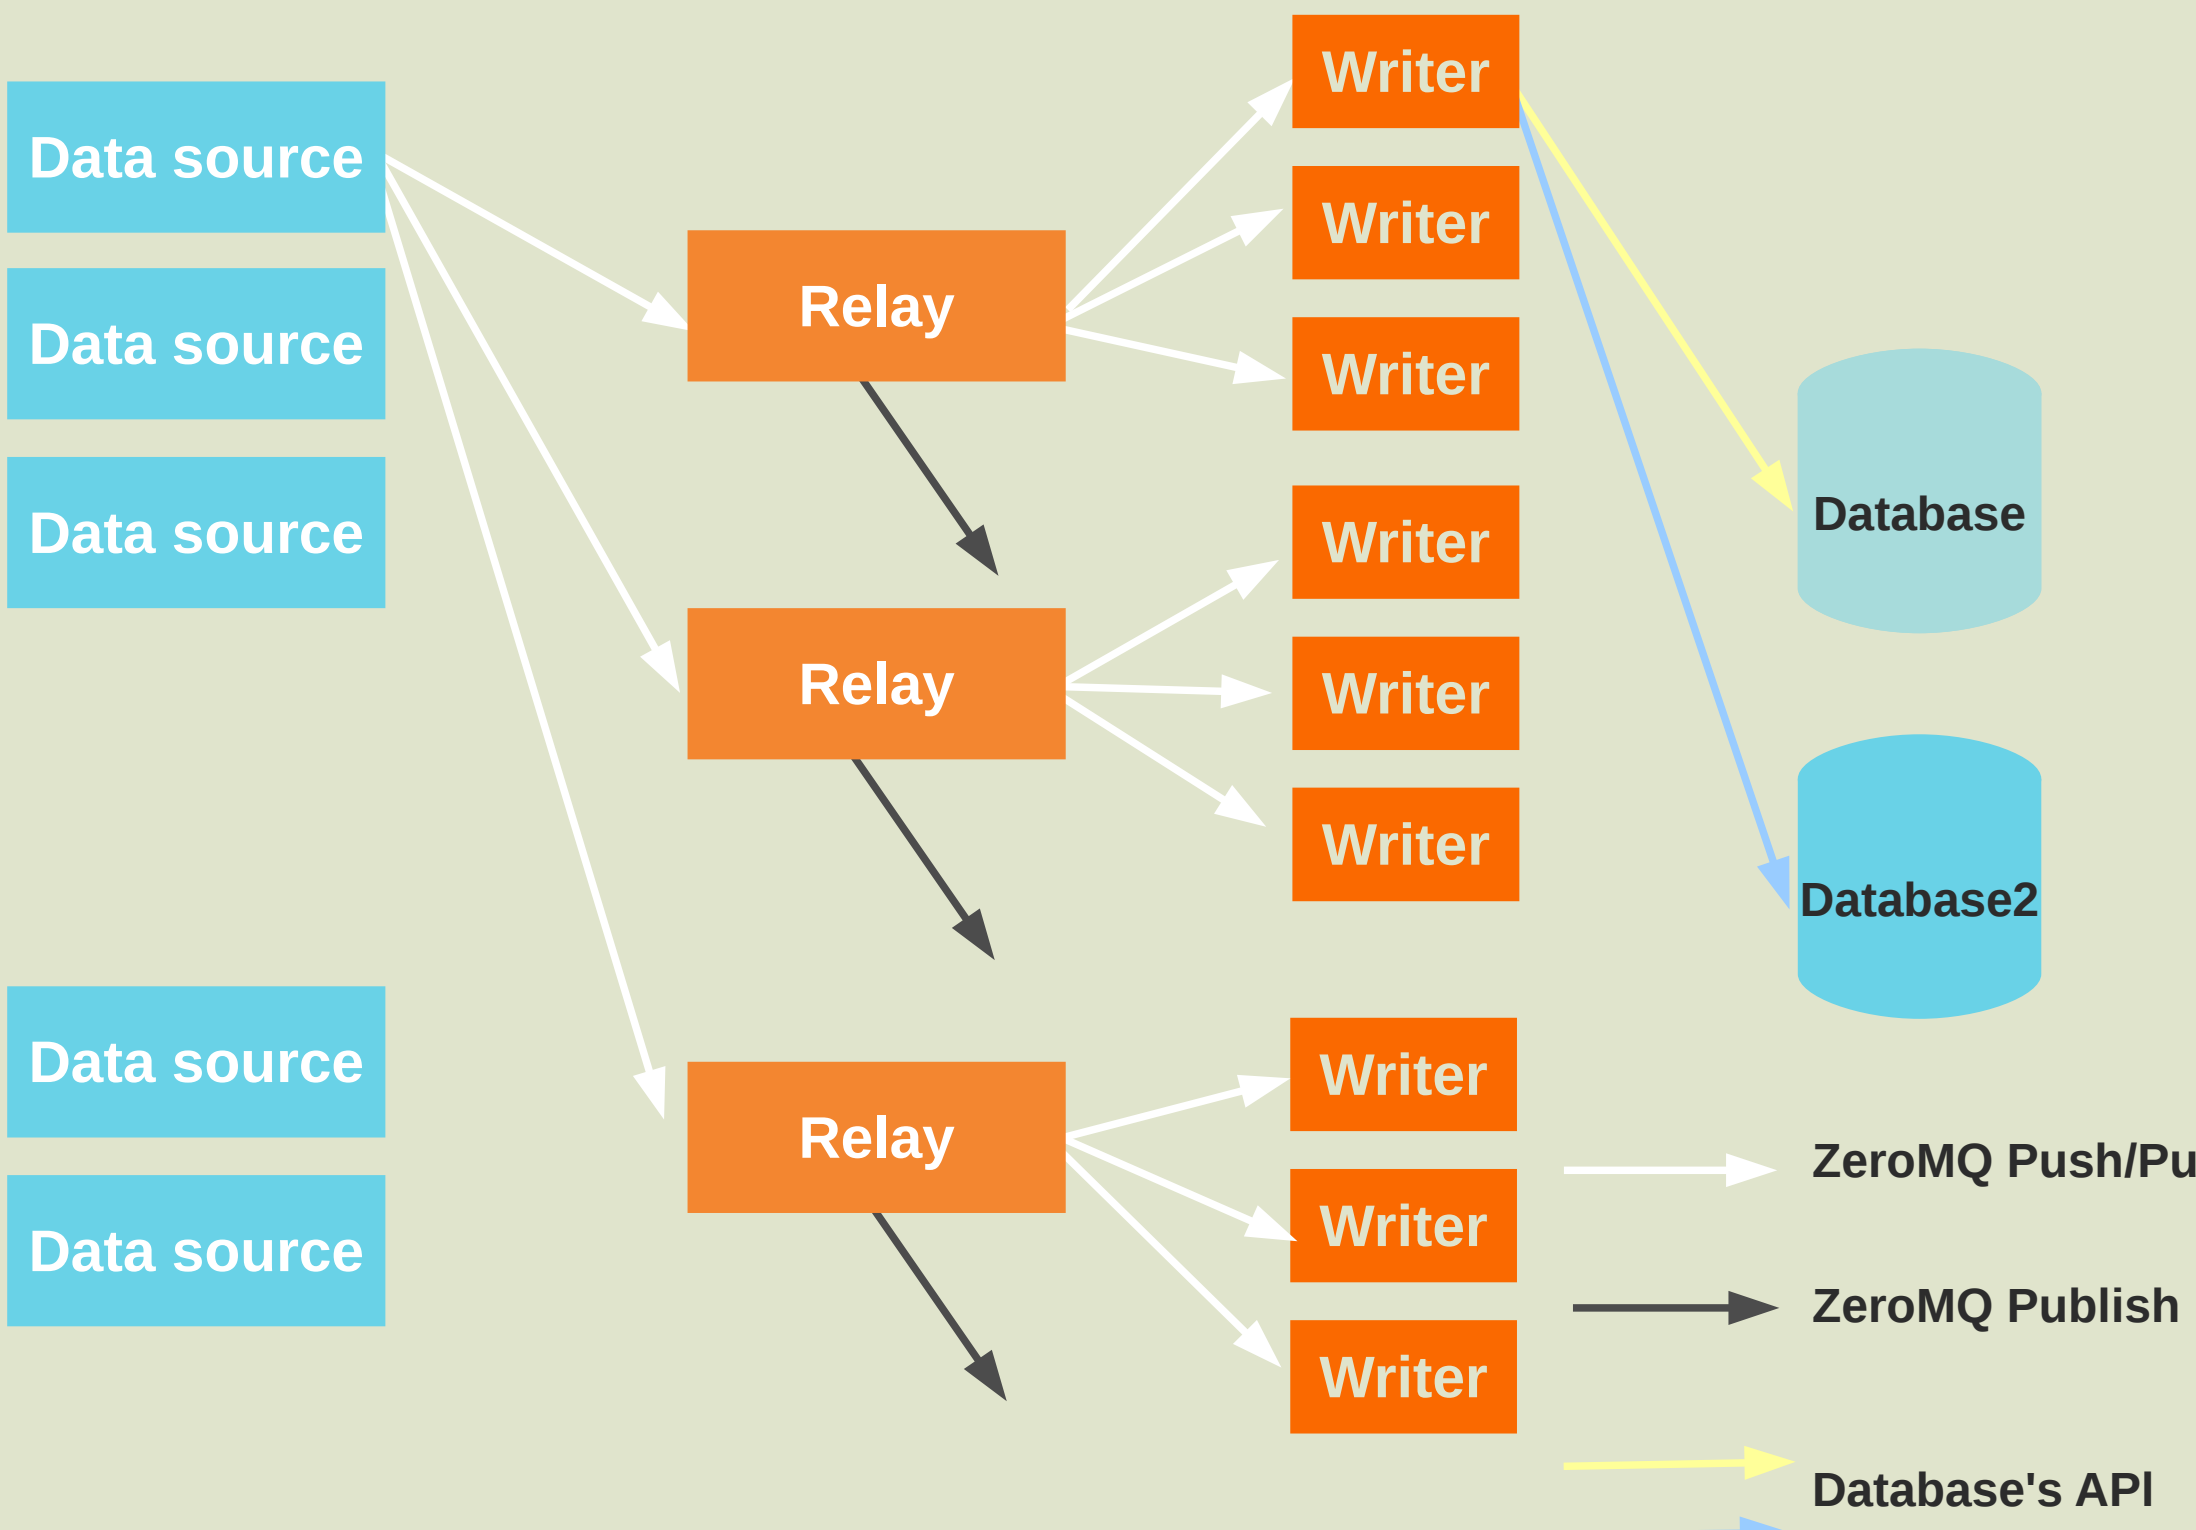 Data source
Data source
Data source
Data source
Data source
Relay
Relay
Relay
Writer
Writer
Writer
Writer
Writer
Writer
Writer
Writer
Writer
Database
Database2
ZeroMQ Push/Pu
ZeroMQ Publish
Database's API